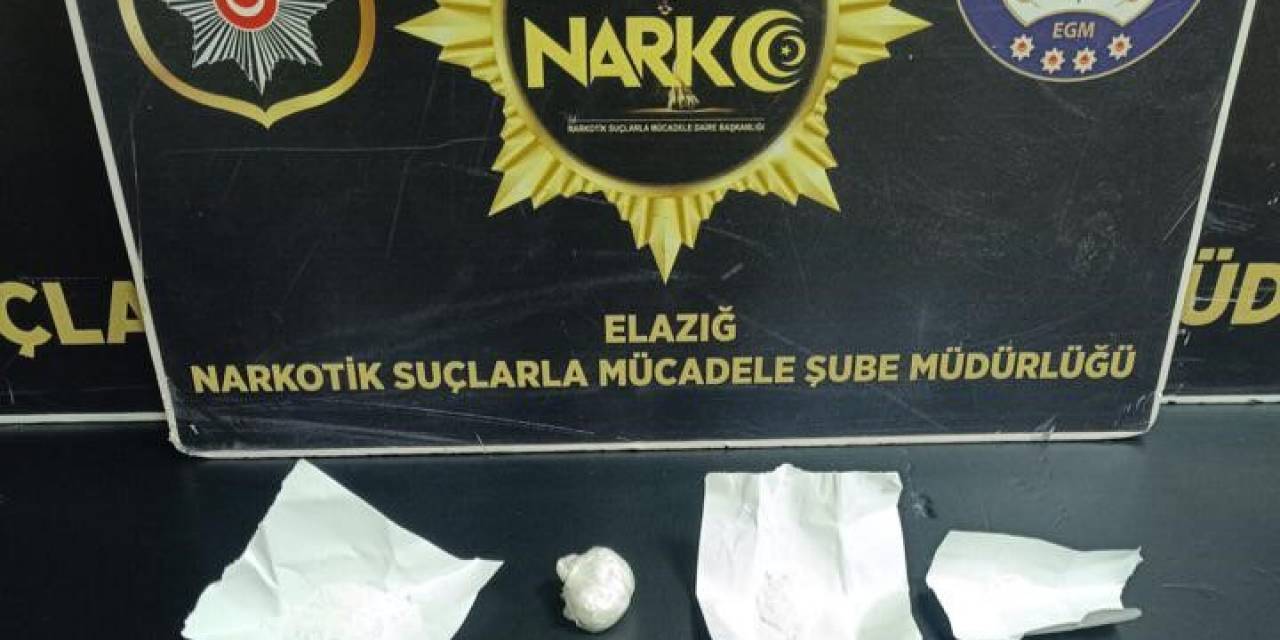 NARKO
EGM
NARKOTİK SUÇLARLA MÜCADELE DAİRE BAŞKANLIĞI
ELAZIĞ
NARKOTİK SUÇLARLA MÜCADELE ŞUBE MÜDÜRLÜĞÜ
ÇLA
ÜD